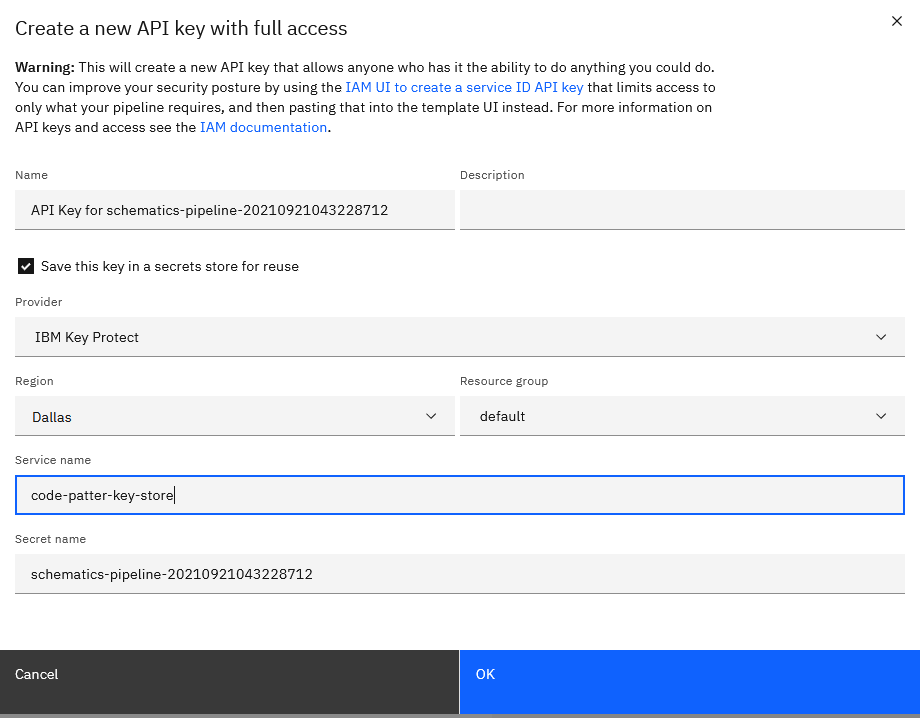 Create a new API key with full access
Warning: This will create a new API key that allows anyone who has it the ability to do anything you could do.
You can improve your security posture by using the IAM UI to create a service ID API key that limits access to
only what your pipeline requires, and then pasting that into the template UI instead. For more information on
API keys and access see the IAM documentation.
Name
Description
API Key for schematics-pipeline-20210921043228712
Save this key in a secrets store for reuse
Provider
IBM Key Protect
Region
Resource group
Dallas
default
Service name
code-patter-key-store
Secret name
schematics-pipeline-20210921043228712
Cancel
OK